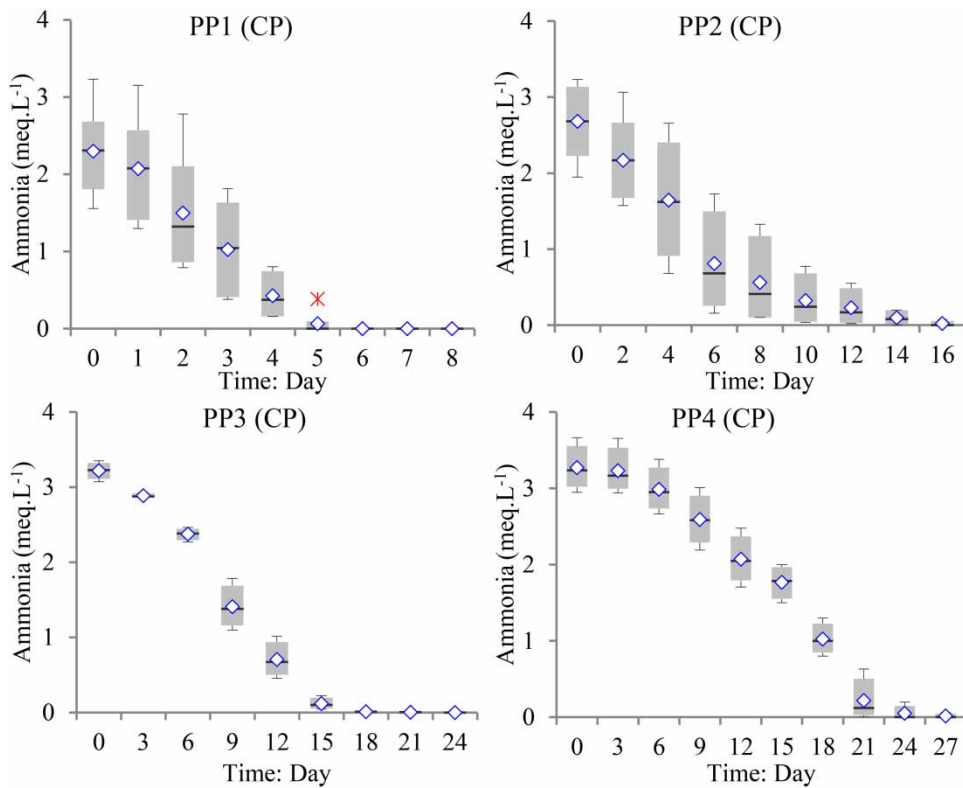 PP1 (CP)
Ammonia (meq.L⁻¹)
4
3
2
1
0
0 1 2 3 4 5 6 7 8
Time: Day
PP2 (CP)
Ammonia (meq.L⁻¹)
4
3
2
1
0
0 2 4 6 8 10 12 14 16
Time: Day
PP3 (CP)
Ammonia (meq.L⁻¹)
4
3
2
1
0
0 3 6 9 12 15 18 21 24
Time: Day
PP4 (CP)
Ammonia (meq.L⁻¹)
4
3
2
1
0
0 3 6 9 12 15 18 21 24 27
Time: Day